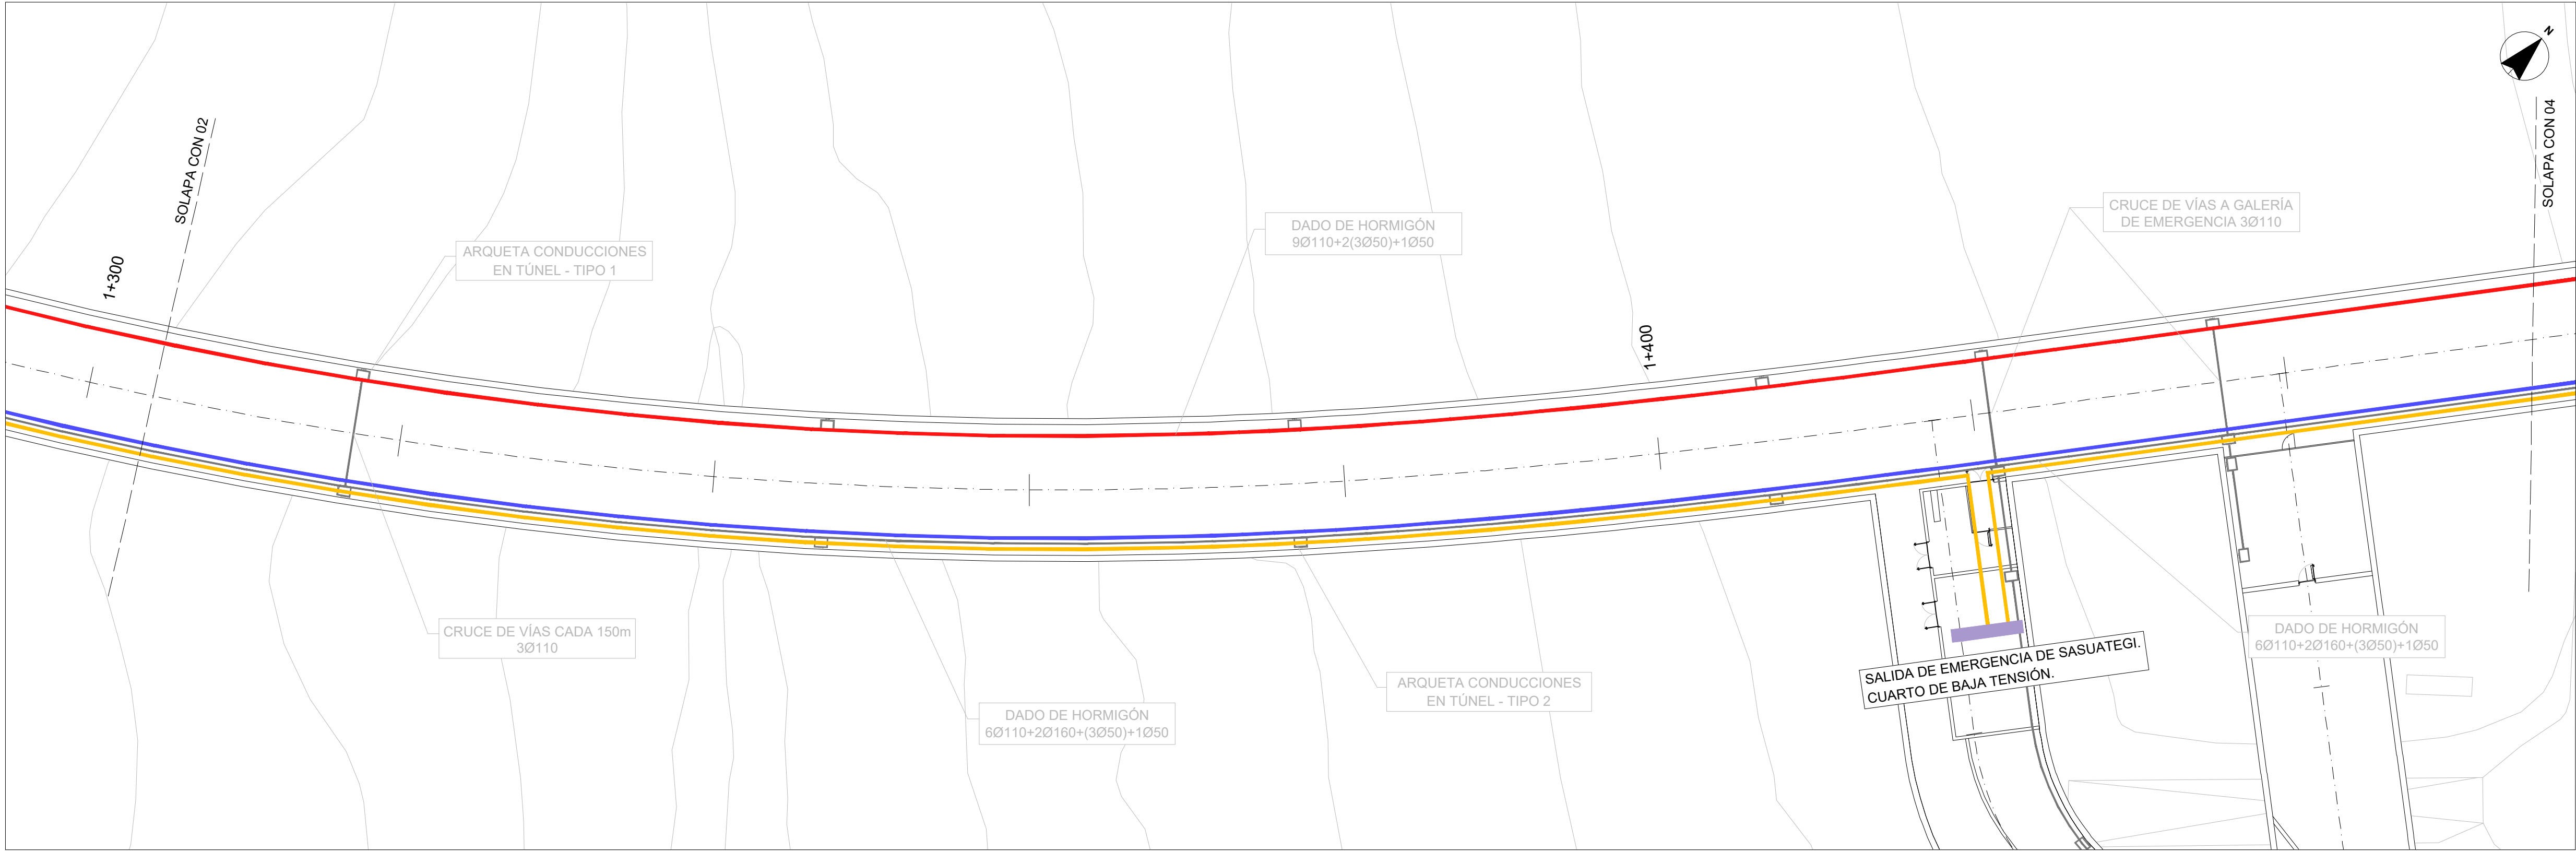 N
SOLAPA CON 02
SOLAPA CON 04
1+300
ARQUETA CONDUCCIONES
EN TÚNEL - TIPO 1
DADO DE HORMIGÓN
9Ø110+2(3Ø50)+1Ø50
CRUCE DE VÍAS A GALERÍA
DE EMERGENCIA 3Ø110
1+400
CRUCE DE VÍAS CADA 150m
3Ø110
DADO DE HORMIGÓN
6Ø110+2Ø160+(3Ø50)+1Ø50
ARQUETA CONDUCCIONES
EN TÚNEL - TIPO 2
SALIDA DE EMERGENCIA DE SASUATEGI.
CUARTO DE BAJA TENSIÓN.
DADO DE HORMIGÓN
6Ø110+2Ø160+(3Ø50)+1Ø50